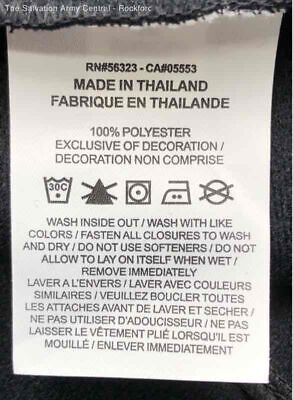 The Salvation Army Central - Rockforc
RN#56323 - CA#05553
MADE IN THAILAND
FABRIQUE EN THAILANDE
100% POLYESTER
EXCLUSIVE OF DECORATION /
DECORATION NON COMPRISE
30C
WASH INSIDE OUT / WASH WITH LIKE
COLORS / FASTEN ALL CLOSURES TO WASH
AND DRY / DO NOT USE SOFTENERS / DO NOT
ALLOW TO LAY ON ITSELF WHEN WET /
REMOVE IMMEDIATELY
LAVER A L'ENVERS / LAVER AVEC COULEURS
SIMILAIRES / VEUILLEZ BOUCLER TOUTES
LES ATTACHES AVANT LAVER ET SECHER /
NE PAS UTILISER D'ADOUCISSEUR / NE PAS
LAISSER LE VÊTEMENT PLIÉ LORSQU'IL EST
MOUILLÉ / ENLEVER IMMEDIATEMENT